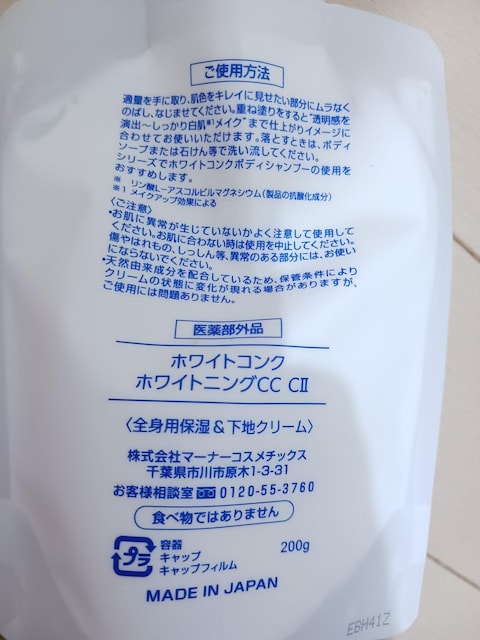 ご使用方法
適量を手に取り、肌色をキレイに見せたい部分にムラなく
のばし、なじませてください。重ね塗りをすると"透明感を
演出～しっかり白肌※1メイク"まで仕上がりイメージに
合わせてお使いいただけます。落とすときは、ボディ
ソープまたは石けん等で洗い流してください。
シリーズでホワイトコンクボディシャンプーの使用を
おすすめします。
※ リン酸L-アスコルビルマグネシウム(製品の抗酸化成分)
※1 メイクアップ効果による
〈ご注意〉
・お肌に異常が生じていないかよく注意して使用して
ください。お肌に合わない時は使用を中止してください。
傷やはれもの、しっしん等、異常のある部分には、お使い
にならないでください。
・天然由来成分を配合しているため、保管条件により
クリームの状態に変化が現れる場合がありますが、
ご使用には問題ありません。
医薬部外品
ホワイトコンク
ホワイトニングCC CⅡ
〈全身用保湿&下地クリーム〉
株式会社マーナーコスメチックス
千葉県市川市原木1-3-31
お客様相談室 0120-55-3760
食べ物ではありません
プラ
容器
キャップ
キャップフィルム
200g
MADE IN JAPAN
EBH41Z